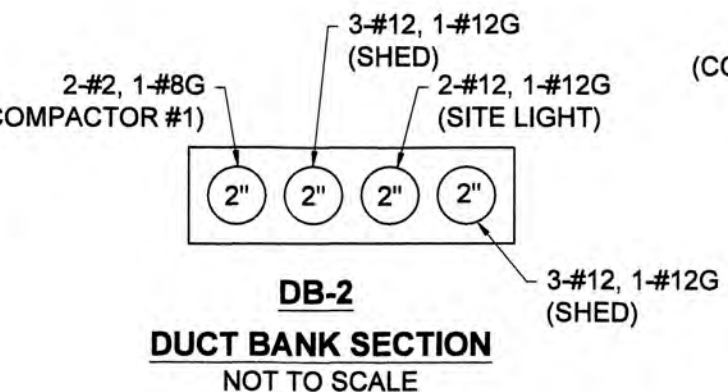 3-#12, 1-#12G
(SHED)
2-#2, 1-#8G
COMPACTOR #1)
2-#12, 1-#12G
(SITE LIGHT)
(CO
2" 2" 2" 2"
3-#12, 1-#12G
(SHED)
DB-2
DUCT BANK SECTION
NOT TO SCALE